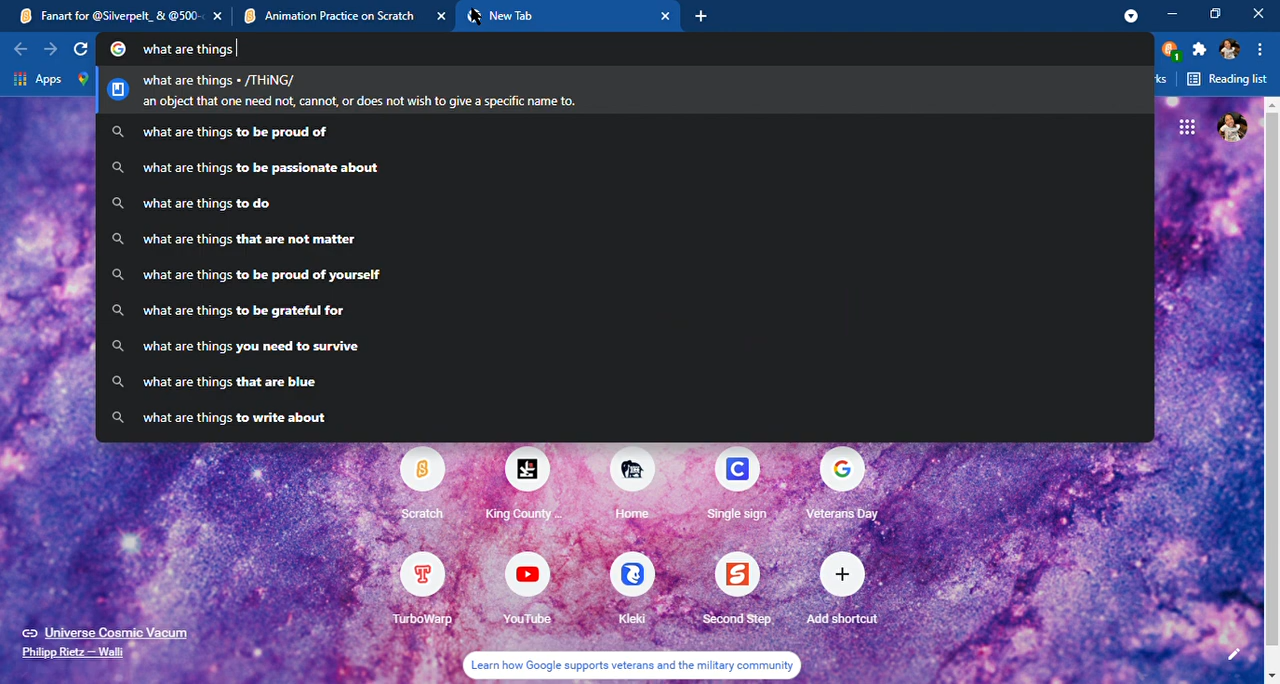 Fanart for @Silverpelt_ & @500-
Animation Practice on Scratch
New Tab
what are things
Apps
Reading list
what are things • /THiNG/
an object that one need not, cannot, or does not wish to give a specific name to.
what are things to be proud of
what are things to be passionate about
what are things to do
what are things that are not matter
what are things to be proud of yourself
what are things to be grateful for
what are things you need to survive
what are things that are blue
what are things to write about
Scratch
King County ...
Home
Single sign
Veterans Day
TurboWarp
YouTube
Kleki
Second Step
Add shortcut
Universe Cosmic Vacum
Philipp Rietz — Walli
Learn how Google supports veterans and the military community